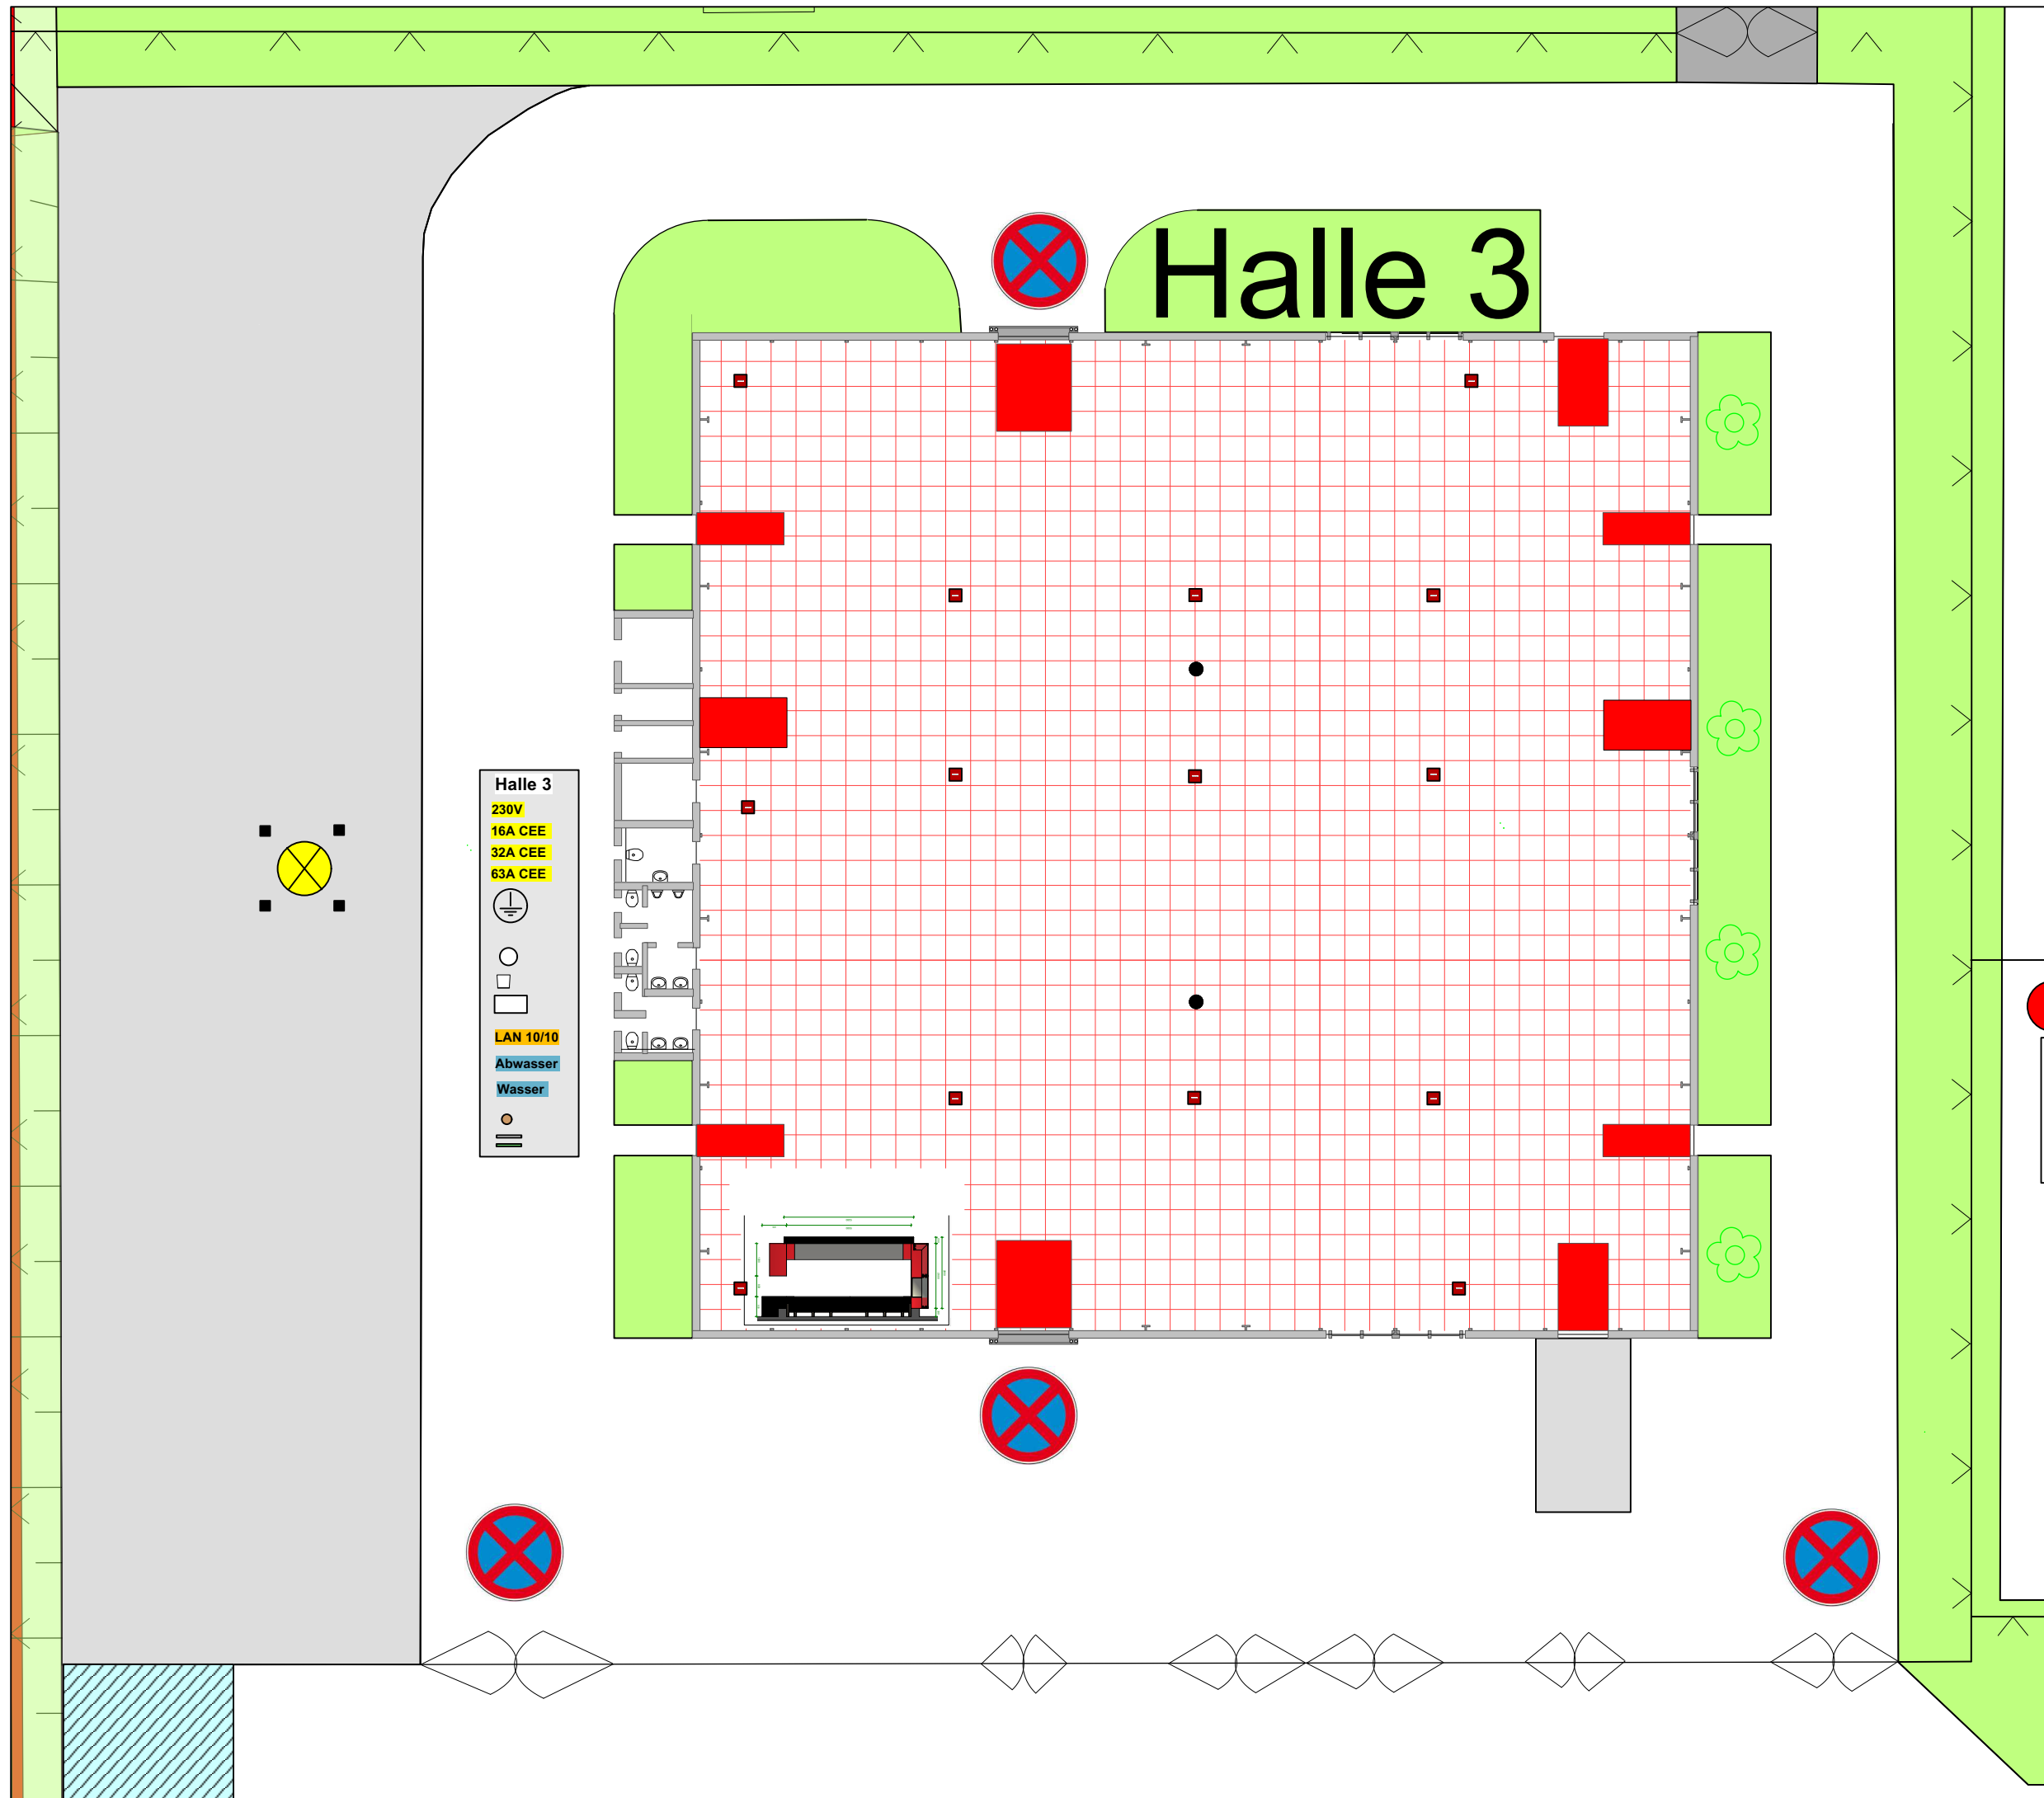 Halle 3
Halle 3
230V
16A CEE
32A CEE
63A CEE
LAN 10/10
Abwasser
Wasser